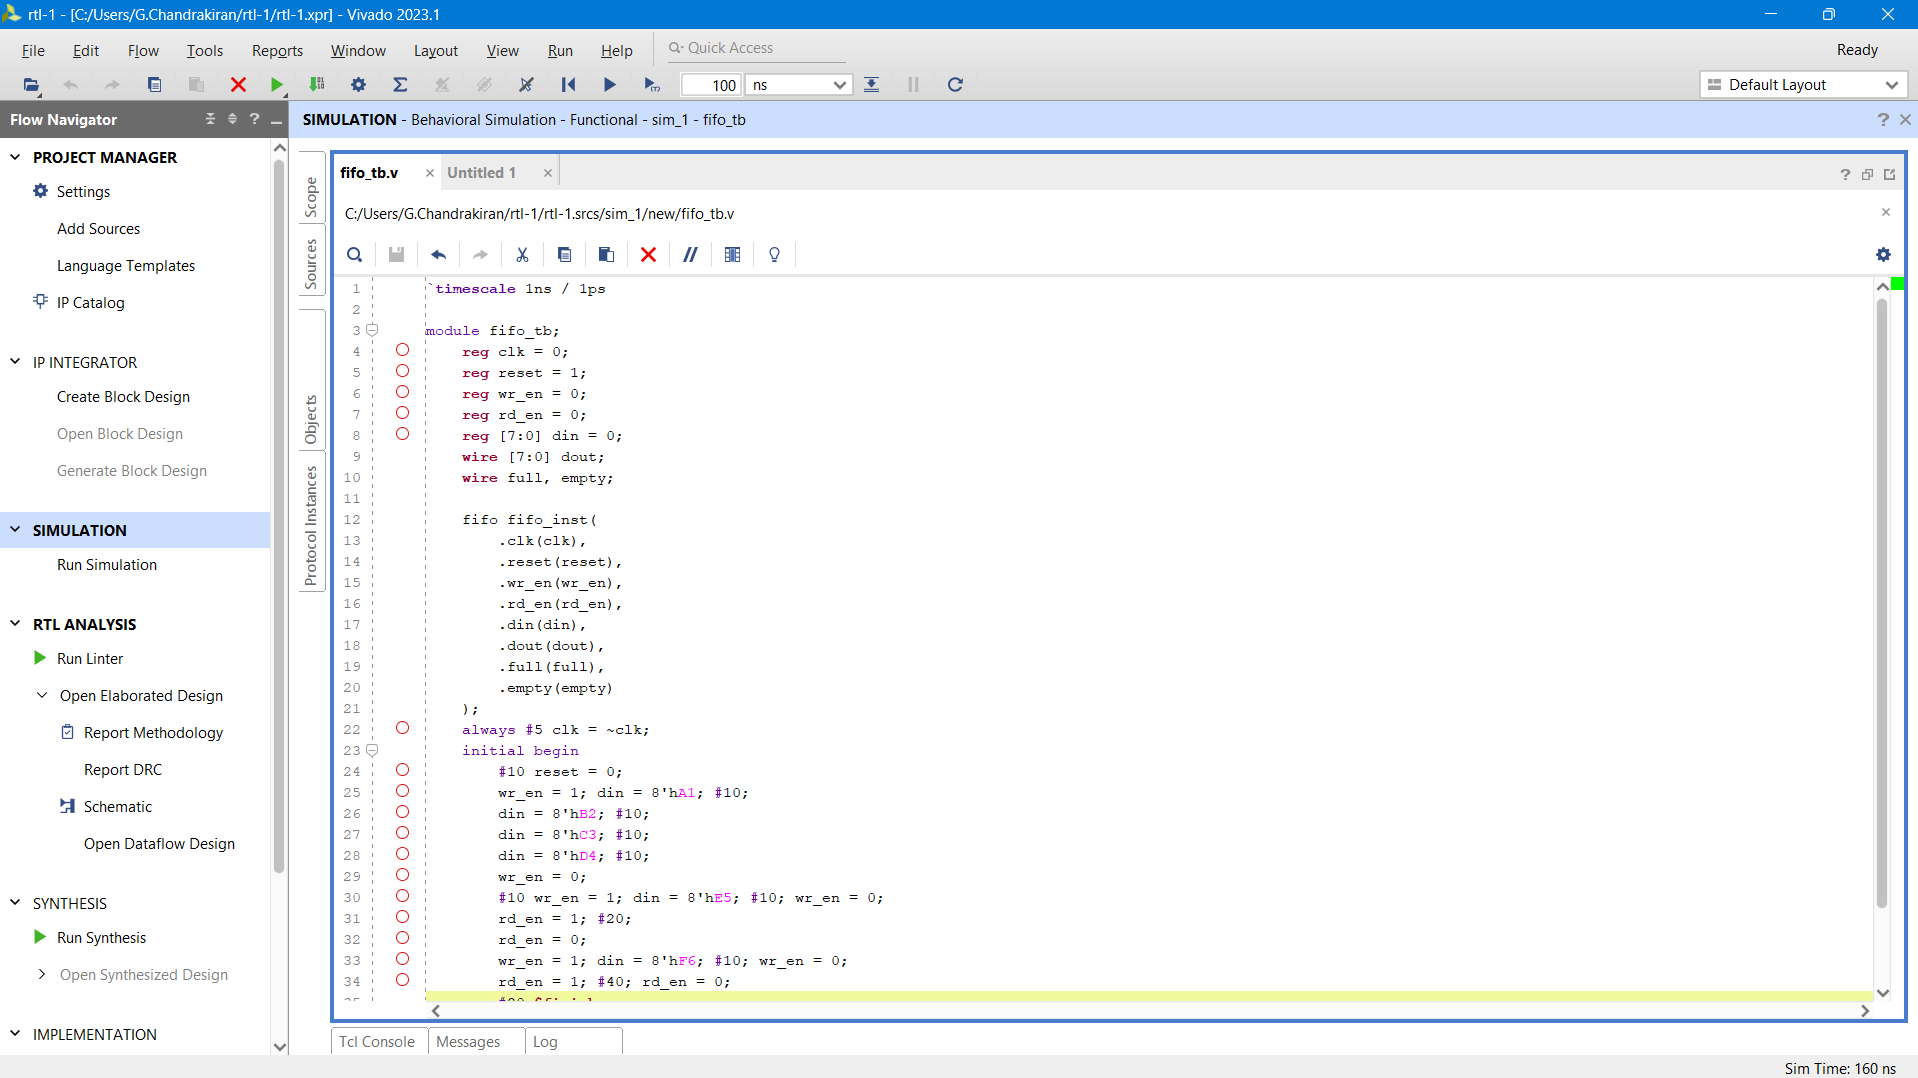 rtl-1 - [C:/Users/G.Chandrakiran/rtl-1/rtl-1.xpr] - Vivado 2023.1
File Edit Flow Tools Reports Window Layout View Run Help
Quick Access
Ready
100 ns
Default Layout
Flow Navigator
PROJECT MANAGER
Settings
Add Sources
Language Templates
IP Catalog
IP INTEGRATOR
Create Block Design
Open Block Design
Generate Block Design
SIMULATION
Run Simulation
RTL ANALYSIS
Run Linter
Open Elaborated Design
Report Methodology
Report DRC
Schematic
Open Dataflow Design
SYNTHESIS
Run Synthesis
Open Synthesized Design
IMPLEMENTATION
SIMULATION - Behavioral Simulation - Functional - sim_1 - fifo_tb
Scope
Sources
Objects
Protocol Instances
fifo_tb.v
Untitled 1
C:/Users/G.Chandrakiran/rtl-1/rtl-1.srcs/sim_1/new/fifo_tb.v
1 `timescale 1ns / 1ps
2
3 module fifo_tb;
4 reg clk = 0;
5 reg reset = 1;
6 reg wr_en = 0;
7 reg rd_en = 0;
8 reg [7:0] din = 0;
9 wire [7:0] dout;
10 wire full, empty;
11
12 fifo fifo_inst(
13 .clk(clk),
14 .reset(reset),
15 .wr_en(wr_en),
16 .rd_en(rd_en),
17 .din(din),
18 .dout(dout),
19 .full(full),
20 .empty(empty)
21 );
22 always #5 clk = ~clk;
23 initial begin
24 #10 reset = 0;
25 wr_en = 1; din = 8'hA1; #10;
26 din = 8'hB2; #10;
27 din = 8'hC3; #10;
28 din = 8'hD4; #10;
29 wr_en = 0;
30 #10 wr_en = 1; din = 8'hE5; #10; wr_en = 0;
31 rd_en = 1; #20;
32 rd_en = 0;
33 wr_en = 1; din = 8'hF6; #10; wr_en = 0;
34 rd_en = 1; #40; rd_en = 0;
Tcl Console
Messages
Log
Sim Time: 160 ns